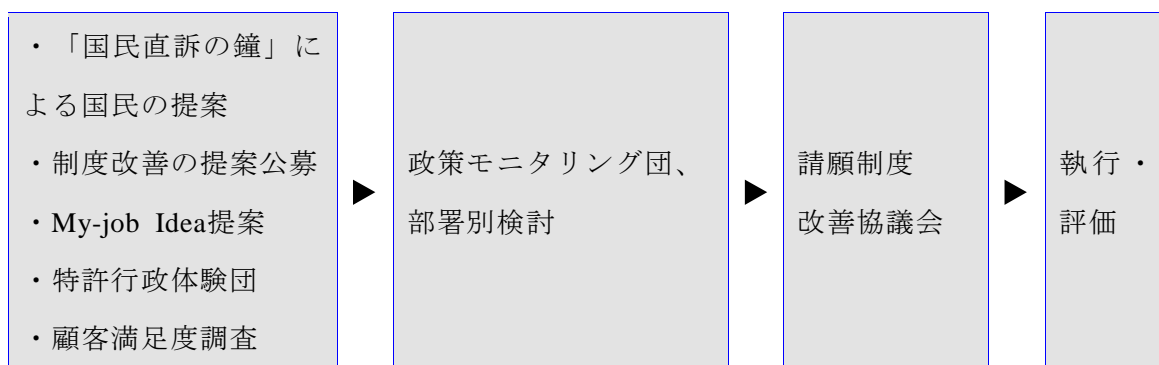 ・「国民直訴の鐘」に
よる国民の提案
・制度改善の提案公募
・My-job Idea提案
・特許行政体験団
・顧客満足度調査
政策モニタリング団、
部署別検討
請願制度
改善協議会
執行・
評価